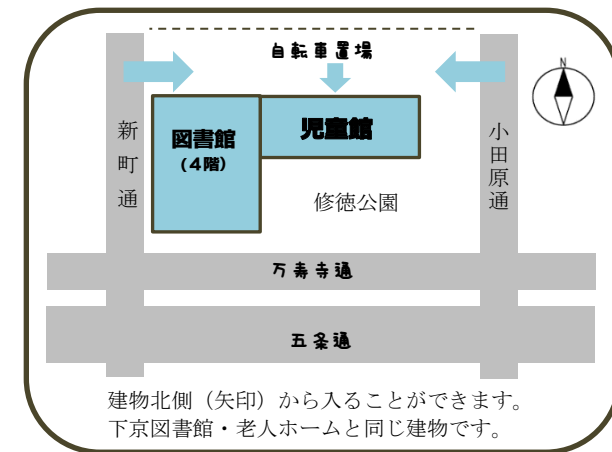 自転車置場
N
図書館
(4階)
児童館
新町通
小田原通
修徳公園
万寿寺通
五条通
建物北側（矢印）から入ることができます。
下京図書館・老人ホームと同じ建物です。